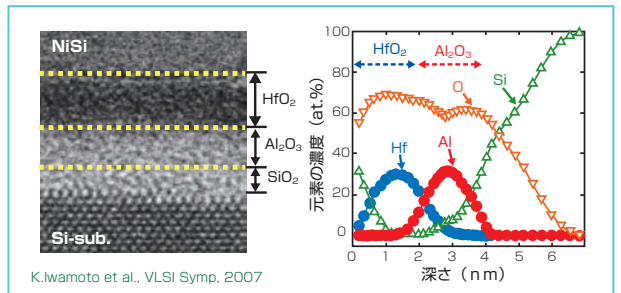 NiSi
HfO₂
Al₂O₃
SiO₂
Si-sub.
K.Iwamoto et al., VLSI Symp, 2007
元素の濃度（at.%）
100
80
60
40
20
0
HfO₂ Al₂O₃
Si
O
Hf Al
0 1 2 3 4 5 6
深さ（nm）